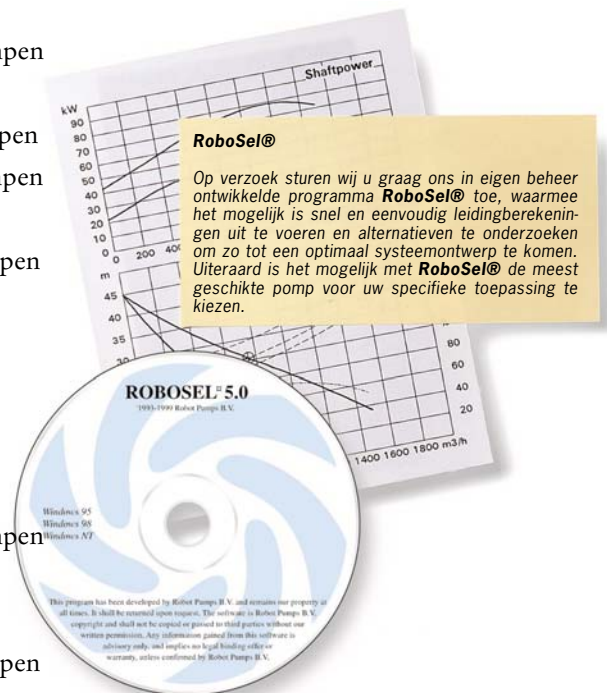 Shaftpower
kW
90
80
70
60
50
40
30
20
10
0
0 200
m
45
40
35
RoboSel®
Op verzoek sturen wij u graag ons in eigen beheer
ontwikkelde programma RoboSel® toe, waarmee
het mogelijk is snel en eenvoudig leidingberekenin-
gen uit te voeren en alternatieven te onderzoeken
om zo tot een optimaal systeemontwerp te komen.
Uiteraard is het mogelijk met RoboSel® de meest
geschikte pomp voor uw specifieke toepassing te
kiezen.
80
60
40
20
1400 1600 1800 m3/h
ROBOSEL 5.0
1993-1999 Robot Pumps B.V.
Windows 95
Windows 98
Windows NT
This program has been developed by Robot Pumps B.V. and remains our property at
all times. It shall be returned upon request. The software is Robot Pumps B.V.
copyright and shall not be copied or passed to third parties without our
written permission. Any information gained from this software is
advisory only, and implies no legal binding offer or
warranty, unless confirmed by Robot Pumps B.V.